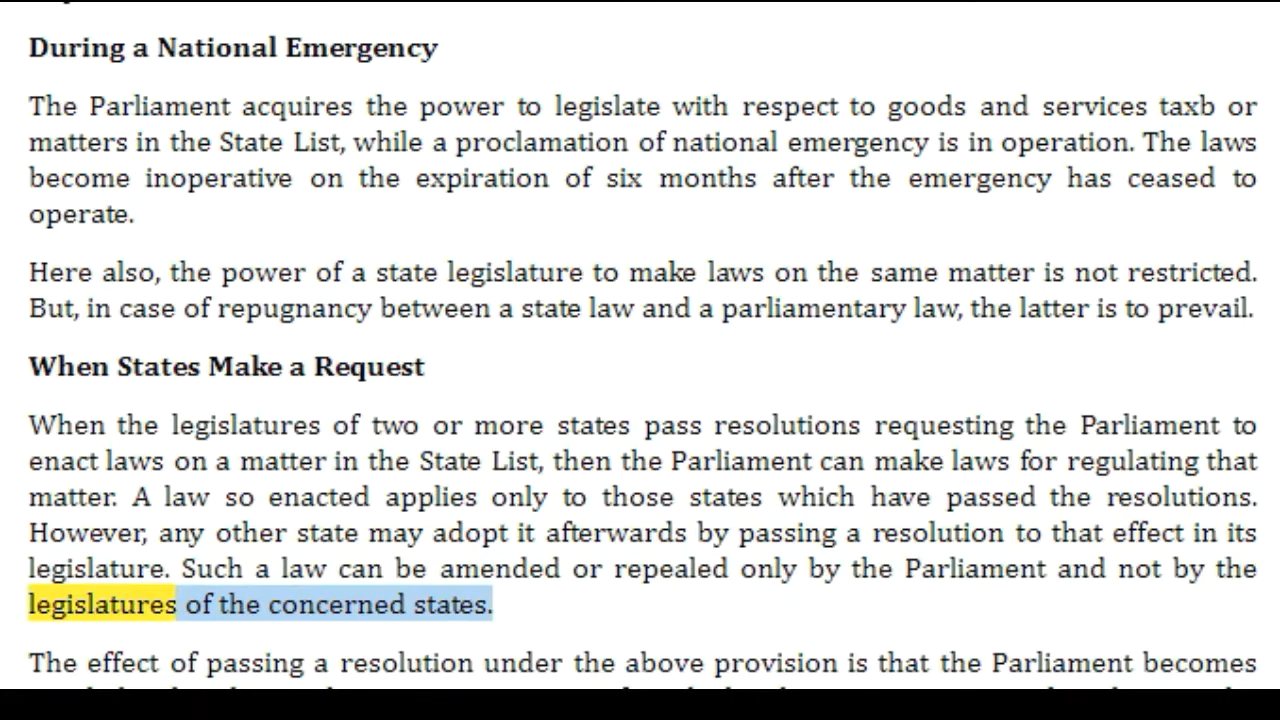 During a National Emergency
The Parliament acquires the power to legislate with respect to goods and services taxb or
matters in the State List, while a proclamation of national emergency is in operation. The laws
become inoperative on the expiration of six months after the emergency has ceased to
operate.
Here also, the power of a state legislature to make laws on the same matter is not restricted.
But, in case of repugnancy between a state law and a parliamentary law, the latter is to prevail.
When States Make a Request
When the legislatures of two or more states pass resolutions requesting the Parliament to
enact laws on a matter in the State List, then the Parliament can make laws for regulating that
matter. A law so enacted applies only to those states which have passed the resolutions.
However, any other state may adopt it afterwards by passing a resolution to that effect in its
legislature. Such a law can be amended or repealed only by the Parliament and not by the
legislatures of the concerned states.
The effect of passing a resolution under the above provision is that the Parliament becomes